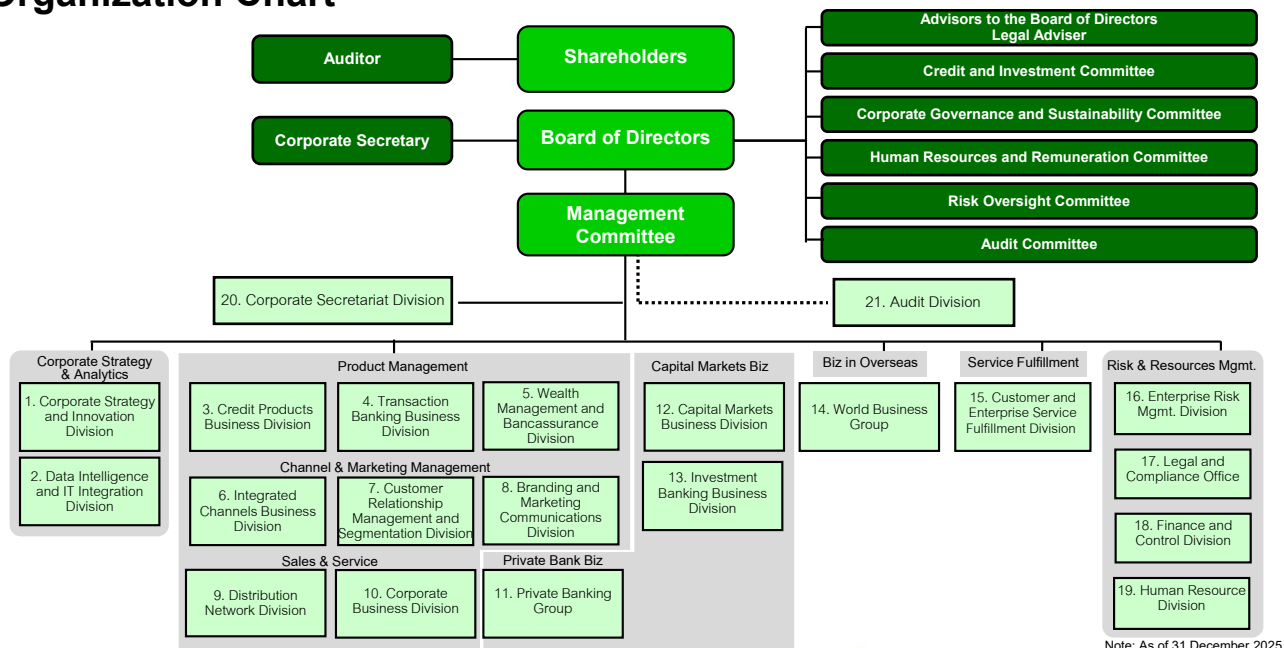 Organization Chart
Auditor
Shareholders
Advisors to the Board of Directors
Legal Adviser
Credit and Investment Committee
Corporate Governance and Sustainability Committee
Corporate Secretary
Board of Directors
Human Resources and Remuneration Committee
Risk Oversight Committee
Management
Committee
Audit Committee
20. Corporate Secretariat Division
21. Audit Division
Corporate Strategy
& Analytics
1. Corporate Strategy
and Innovation
Division
2. Data Intelligence
and IT Integration
Division
Product Management
3. Credit Products
Business Division
4. Transaction
Banking Business
Division
5. Wealth
Management and
Bancassurance
Division
Channel & Marketing Management
6. Integrated
Channels Business
Division
7. Customer
Relationship
Management and
Segmentation Division
8. Branding and
Marketing
Communications
Division
Sales & Service
9. Distribution
Network Division
10. Corporate
Business Division
Private Bank Biz
11. Private Banking
Group
Capital Markets Biz
12. Capital Markets
Business Division
13. Investment
Banking Business
Division
Biz in Overseas
14. World Business
Group
Service Fulfillment
15. Customer and
Enterprise Service
Fulfillment Division
Risk & Resources Mgmt.
16. Enterprise Risk
Mgmt. Division
17. Legal and
Compliance Office
18. Finance and
Control Division
19. Human Resource
Division
Note: As of 31 December 2025